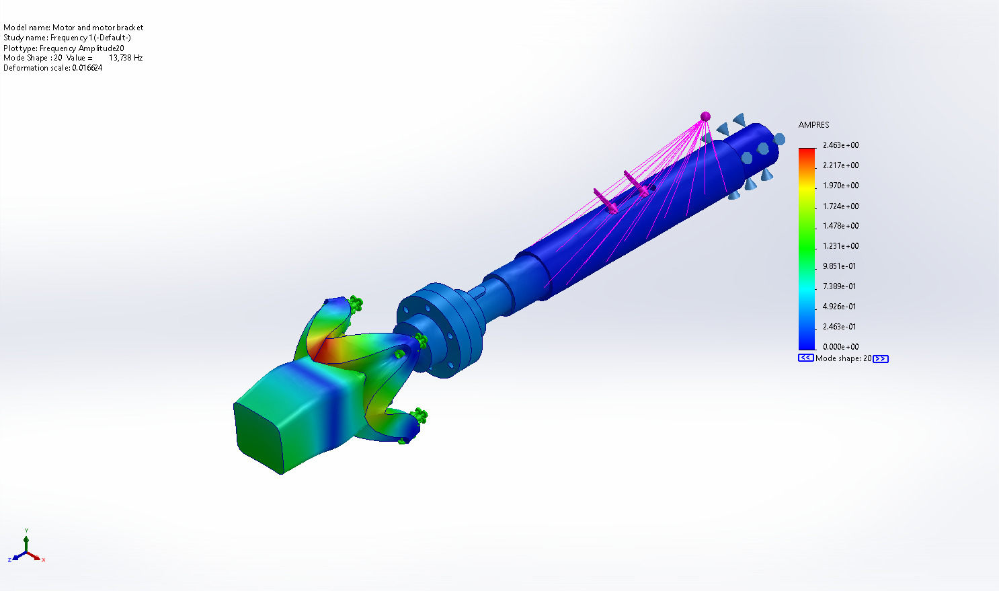 Model name: Motor and motor bracket
Study name: Frequency 1(-Default-)
Plot type: Frequency Amplitude20
Mode Shape : 20 Value = 13,738 Hz
Deformation scale: 0.016624
AMPRES
2.463e+00
2.217e+00
1.970e+00
1.724e+00
1.478e+00
1.231e+00
9.851e-01
7.389e-01
4.926e-01
2.463e-01
0.000e+00
<< Mode shape: 20 >>
Y
Z X